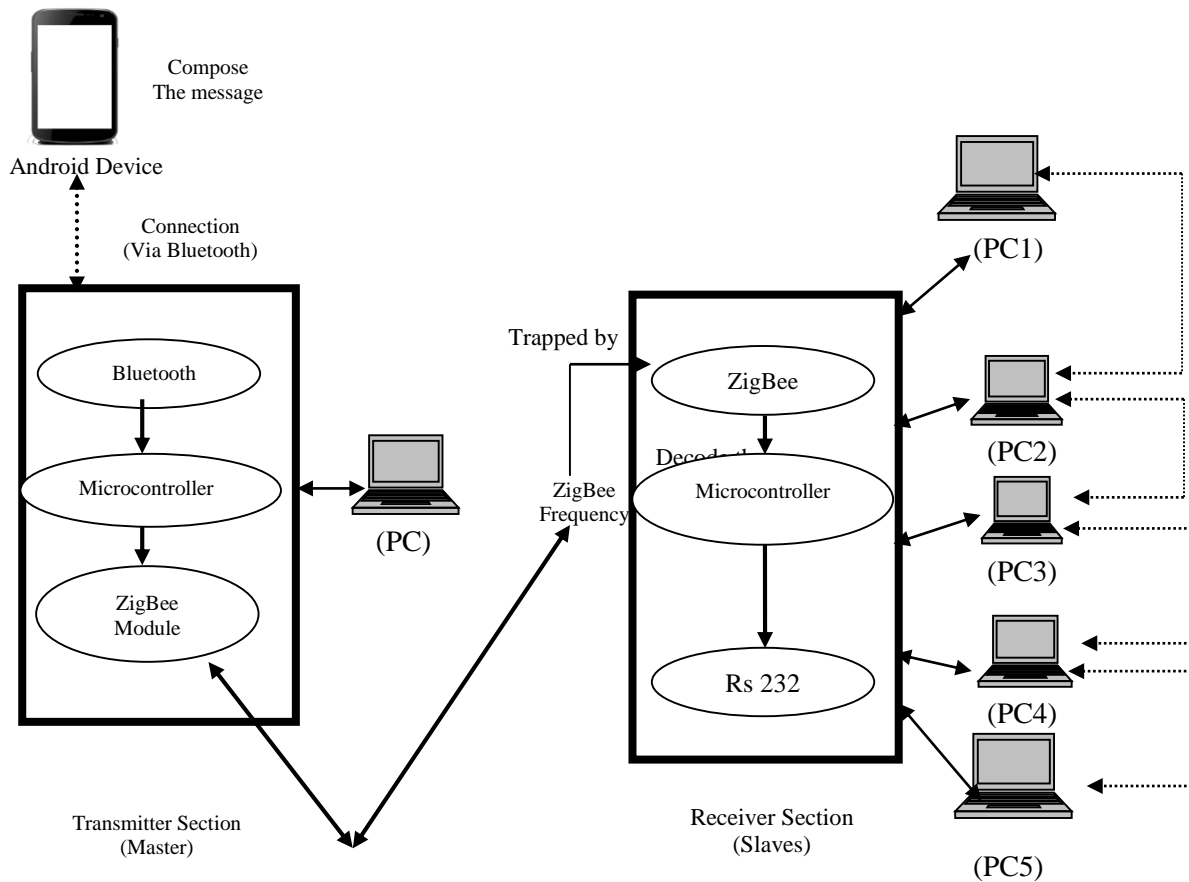 Compose
The message
Android Device
Connection
(Via Bluetooth)
Bluetooth
Microcontroller
ZigBee
Module
(PC)
Transmitter Section
(Master)
Trapped by
ZigBee
Frequency
ZigBee
Microcontroller
Rs 232
Receiver Section
(Slaves)
(PC1)
(PC2)
(PC3)
(PC4)
(PC5)